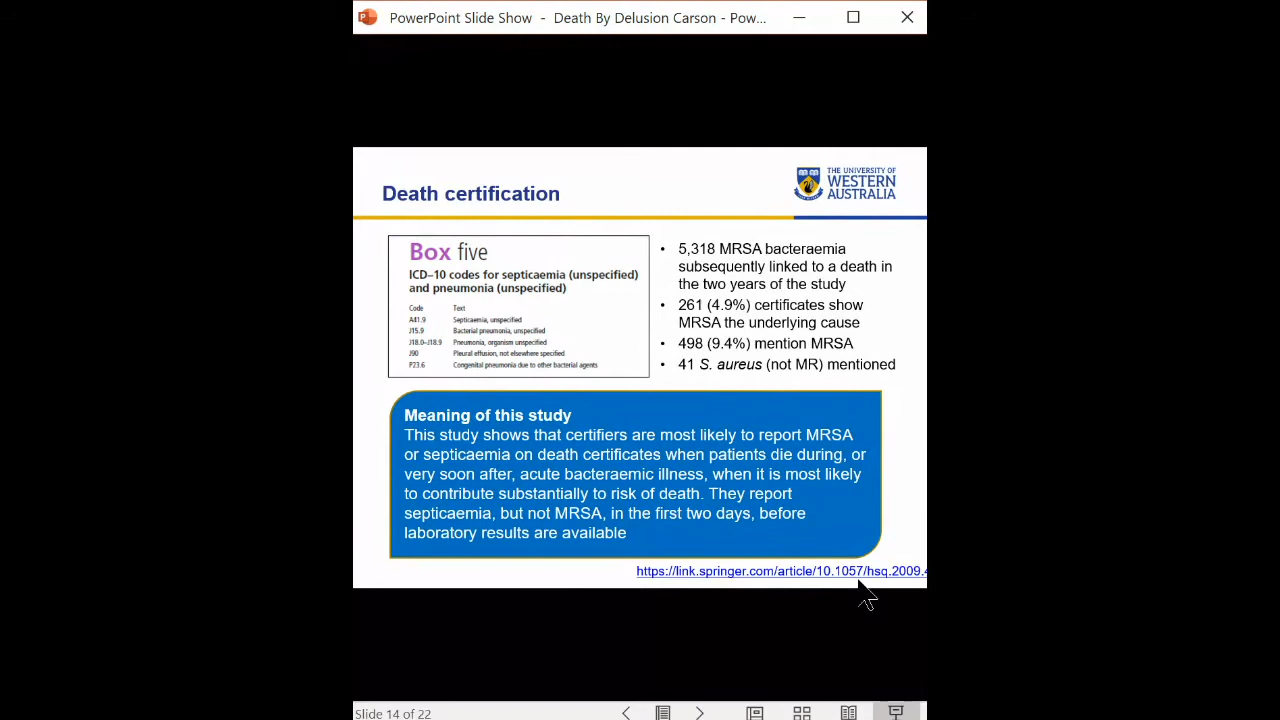 PowerPoint Slide Show - Death By Delusion Carson - Pow...
Death certification
THE UNIVERSITY OF
WESTERN
AUSTRALIA
Box five
ICD–10 codes for septicaemia (unspecified)
and pneumonia (unspecified)
Code Text
A41.9 Septicaemia, unspecified
J15.9 Bacterial pneumonia, unspecified
J18.0–J18.9 Pneumonia, organism unspecified
J90 Pleural effusion, not elsewhere specified
P23.6 Congenital pneumonia due to other bacterial agents
• 5,318 MRSA bacteraemia
subsequently linked to a death in
the two years of the study
• 261 (4.9%) certificates show
MRSA the underlying cause
• 498 (9.4%) mention MRSA
• 41 S. aureus (not MR) mentioned
Meaning of this study
This study shows that certifiers are most likely to report MRSA
or septicaemia on death certificates when patients die during, or
very soon after, acute bacteraemic illness, when it is most likely
to contribute substantially to risk of death. They report
septicaemia, but not MRSA, in the first two days, before
laboratory results are available
https://link.springer.com/article/10.1057/hsq.2009.4
Slide 14 of 22